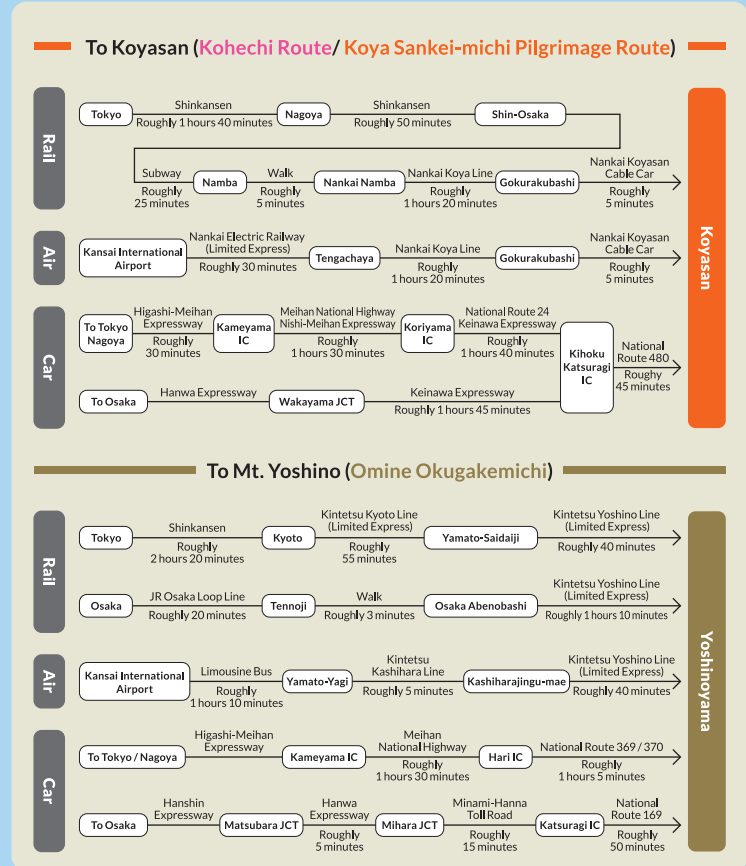 To Koyasan (Kohechi Route/ Koya Sankei-michi Pilgrimage Route)
Rail
Tokyo
Shinkansen
Roughly 1 hours 40 minutes
Nagoya
Shinkansen
Roughly 50 minutes
Shin-Osaka
Subway
Roughly
25 minutes
Namba
Walk
Roughly
5 minutes
Nankai Namba
Nankai Koya Line
Roughly
1 hours 20 minutes
Gokurakubashi
Nankai Koyasan
Cable Car
Roughly
5 minutes
Air
Kansai International
Airport
Nankai Electric Railway
(Limited Express)
Roughly 30 minutes
Tengachaya
Nankai Koya Line
Roughly
1 hours 20 minutes
Gokurakubashi
Nankai Koyasan
Cable Car
Roughly
5 minutes
Car
To Tokyo
Nagoya
Higashi-Meihan
Expressway
Roughly
30 minutes
Kameyama
IC
Meihan National Highway
Nishi-Meihan Expressway
Roughly
1 hours 30 minutes
Koriyama
IC
National Route 24
Keinawa Expressway
Roughly
1 hours 40 minutes
Kihoku
Katsuragi
IC
National
Route 480
Roughy
45 minutes
To Osaka
Hanwa Expressway
Wakayama JCT
Keinawa Expressway
Roughly 1 hours 45 minutes
Koyasan
To Mt. Yoshino (Omine Okugakemichi)
Rail
Tokyo
Shinkansen
Roughly
2 hours 20 minutes
Kyoto
Kintetsu Kyoto Line
(Limited Express)
Roughly
55 minutes
Yamato-Saidaiji
Kintetsu Yoshino Line
(Limited Express)
Roughly 40 minutes
Osaka
JR Osaka Loop Line
Roughly 20 minutes
Tennoji
Walk
Roughly 3 minutes
Osaka Abenobashi
Kintetsu Yoshino Line
(Limited Express)
Roughly 1 hours 10 minutes
Air
Kansai International
Airport
Limousine Bus
Roughly
1 hours 10 minutes
Yamato-Yagi
Kintetsu
Kashihara Line
Roughly 5 minutes
Kashiharajingu-mae
Kintetsu Yoshino Line
(Limited Express)
Roughly 40 minutes
Car
To Tokyo / Nagoya
Higashi-Meihan
Expressway
Kameyama IC
Meihan
National Highway
Roughly
1 hours 30 minutes
Hari IC
National Route 369 / 370
Roughly
1 hours 5 minutes
To Osaka
Hanshin
Expressway
Matsubara JCT
Hanwa
Expressway
Roughly
5 minutes
Mihara JCT
Minami-Hanna
Toll Road
Roughly
15 minutes
Katsuragi IC
National
Route 169
Roughly
50 minutes
Yoshinoyama